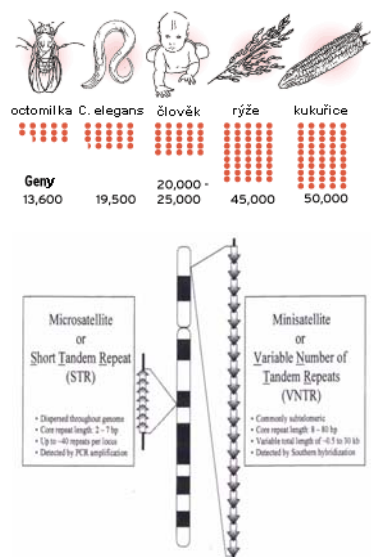 octomilka C. elegans člověk rýže kukuřice
Geny
13,600 19,500 20,000 - 25,000 45,000 50,000
Microsatellite
or
Short Tandem Repeat
(STR)
• Dispersed throughout genome
• Core repeat length: 2 – 7 bp
• Up to ~40 repeats per locus
• Detected by PCR amplification
Minisatellite
or
Variable Number of
Tandem Repeats
(VNTR)
• Commonly subtelomeric
• Core repeat length: 8 – 80 bp
• Variable total length of ~0.5 to 30 kb
• Detected by Southern hybridization